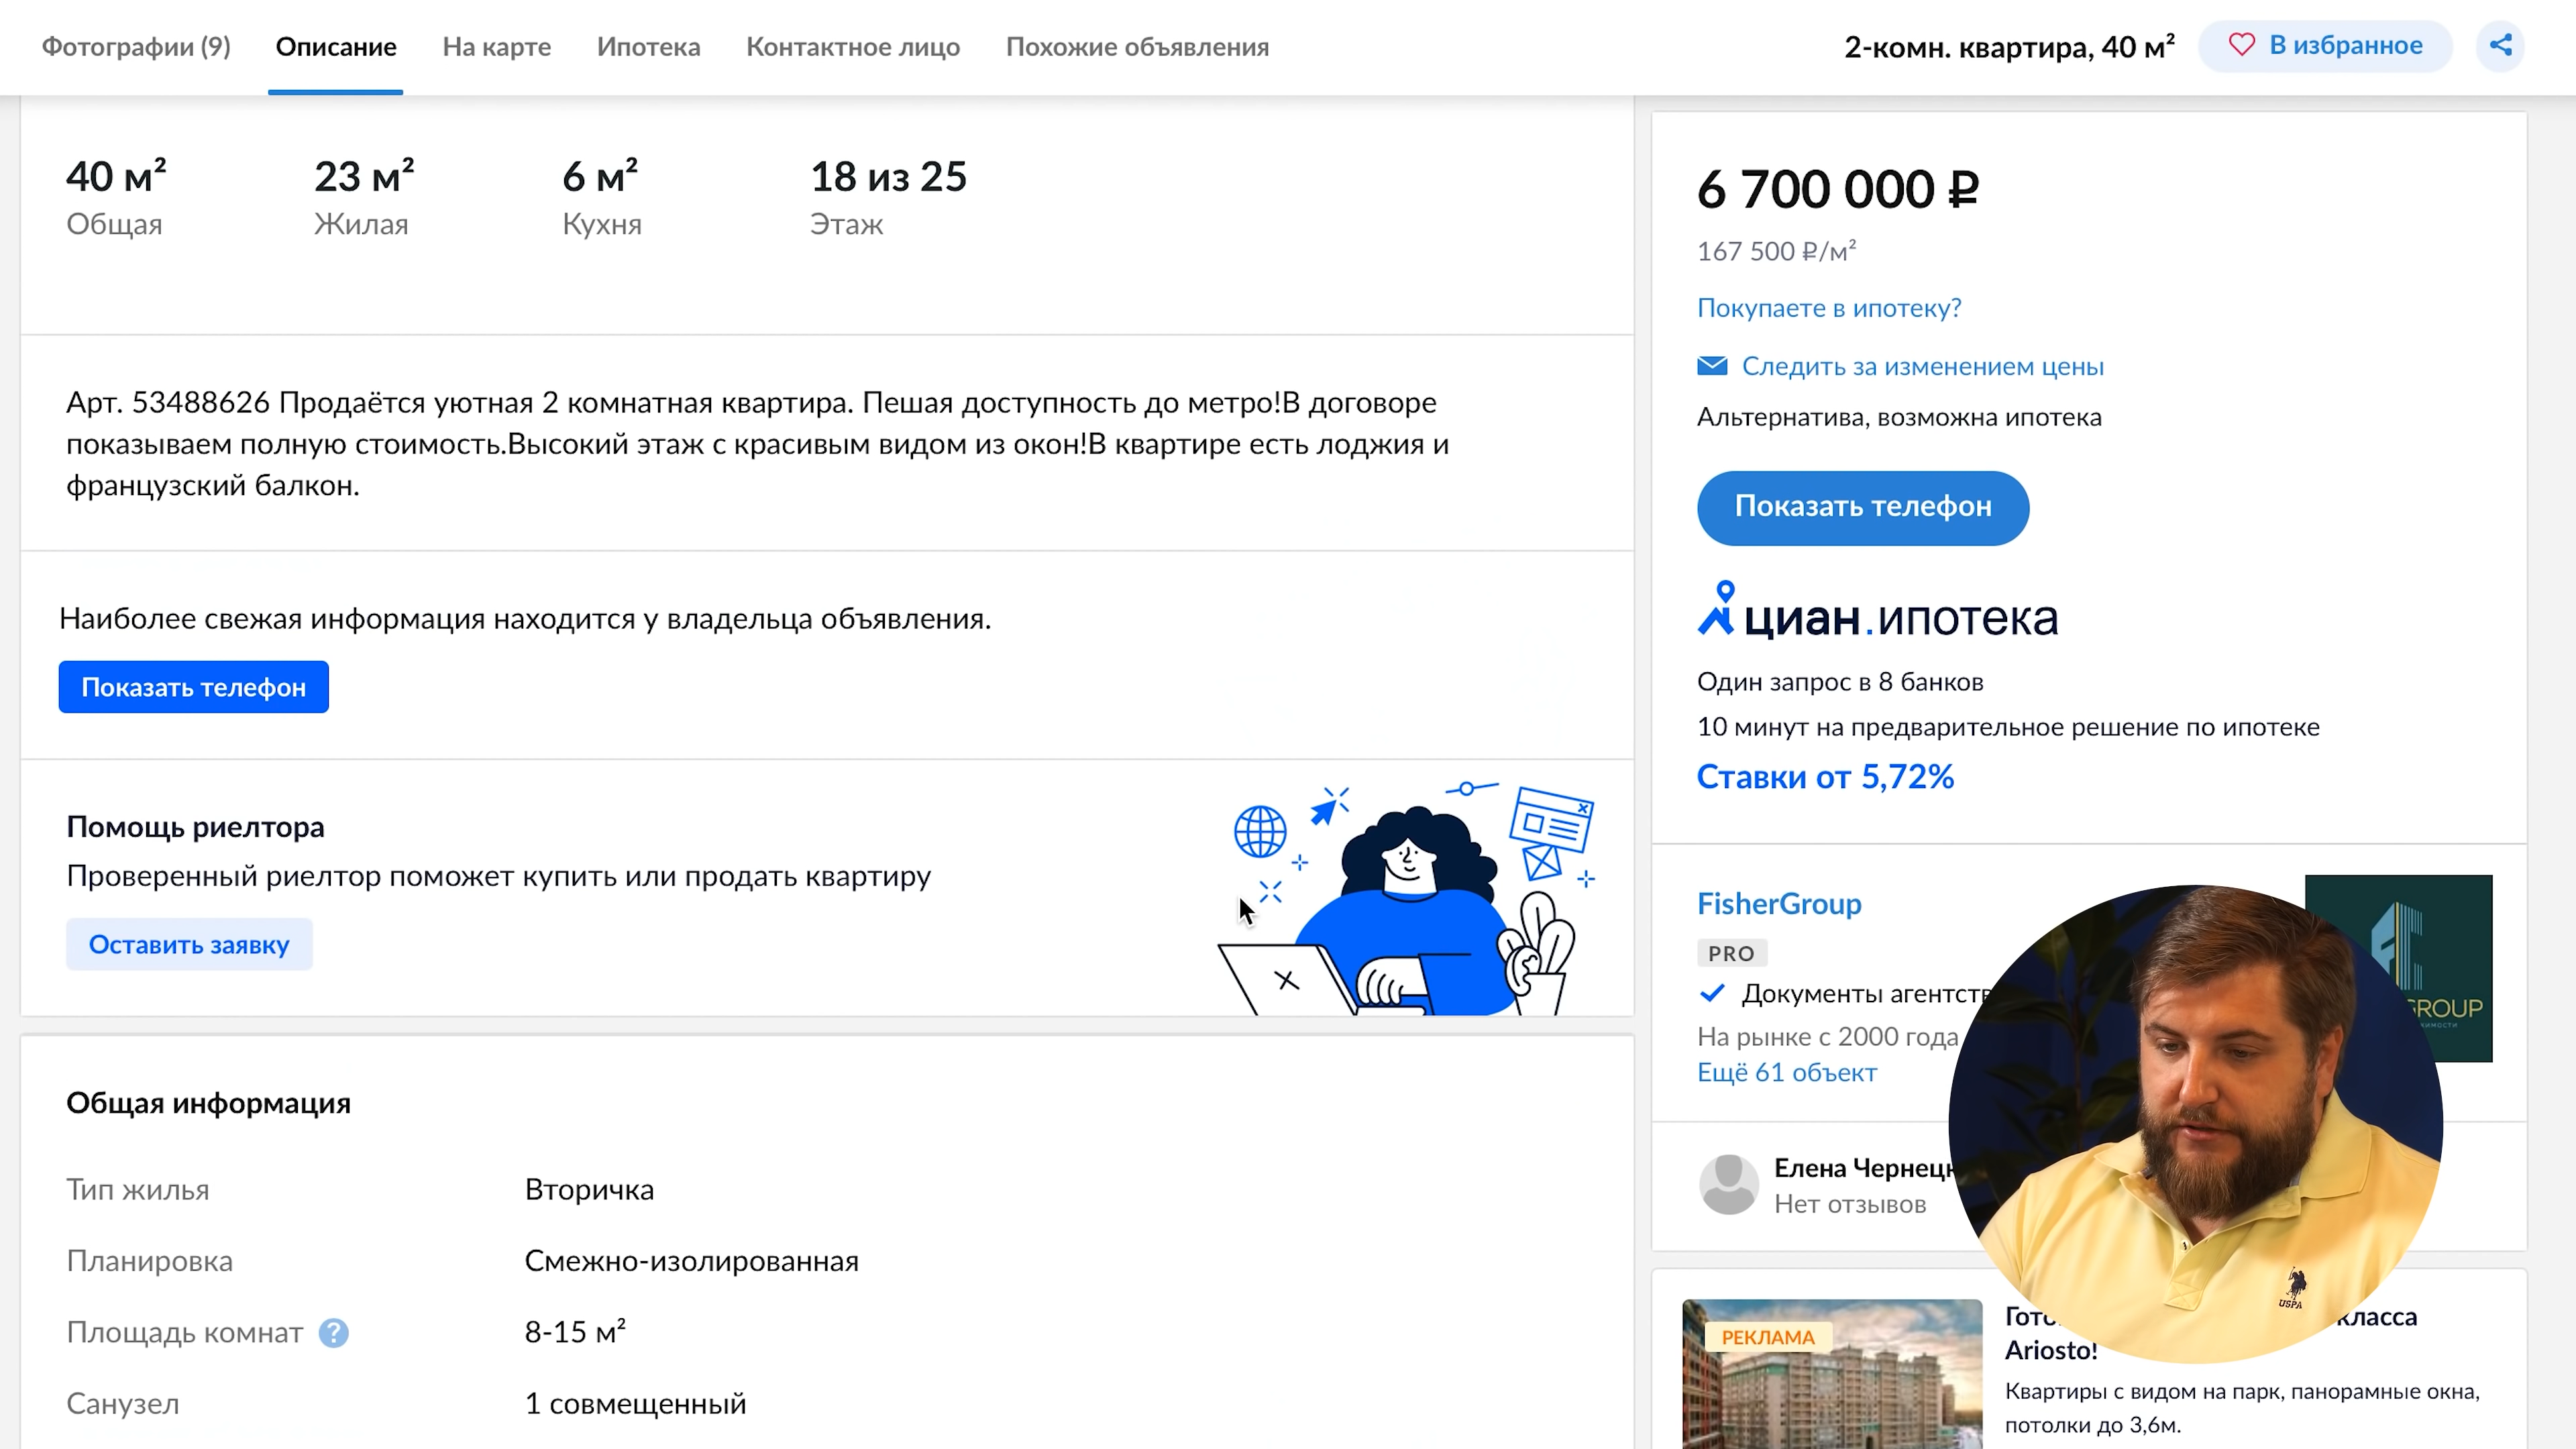 Фотографии (9) Описание На карте Ипотека Контактное лицо Похожие объявления
2-комн. квартира, 40 м² В избранное
40 м² 23 м² 6 м² 18 из 25
Общая Жилая Кухня Этаж
Арт. 53488626 Продаётся уютная 2 комнатная квартира. Пешая доступность до метро!В договоре
показываем полную стоимость.Высокий этаж с красивым видом из окон!В квартире есть лоджия и
французский балкон.
Наиболее свежая информация находится у владельца объявления.
Показать телефон
Помощь риелтора
Проверенный риелтор поможет купить или продать квартиру
Оставить заявку
Общая информация
Тип жилья Вторичка
Планировка Смежно-изолированная
Площадь комнат ? 8-15 м²
Санузел 1 совмещенный
6 700 000 ₽
167 500 ₽/м²
Покупаете в ипотеку?
Следить за изменением цены
Альтернатива, возможна ипотека
Показать телефон
циан.ипотека
Один запрос в 8 банков
10 минут на предварительное решение по ипотеке
Ставки от 5,72%
FisherGroup
PRO
Документы
На рынке с 2000 года
Ещё 61 объект
GROUP
Елена
Нет отзывов
USPA
РЕКЛАМА
класса
Ariosto!
Квартиры с видом на парк, панорамные окна,
потолки до 3,6м.